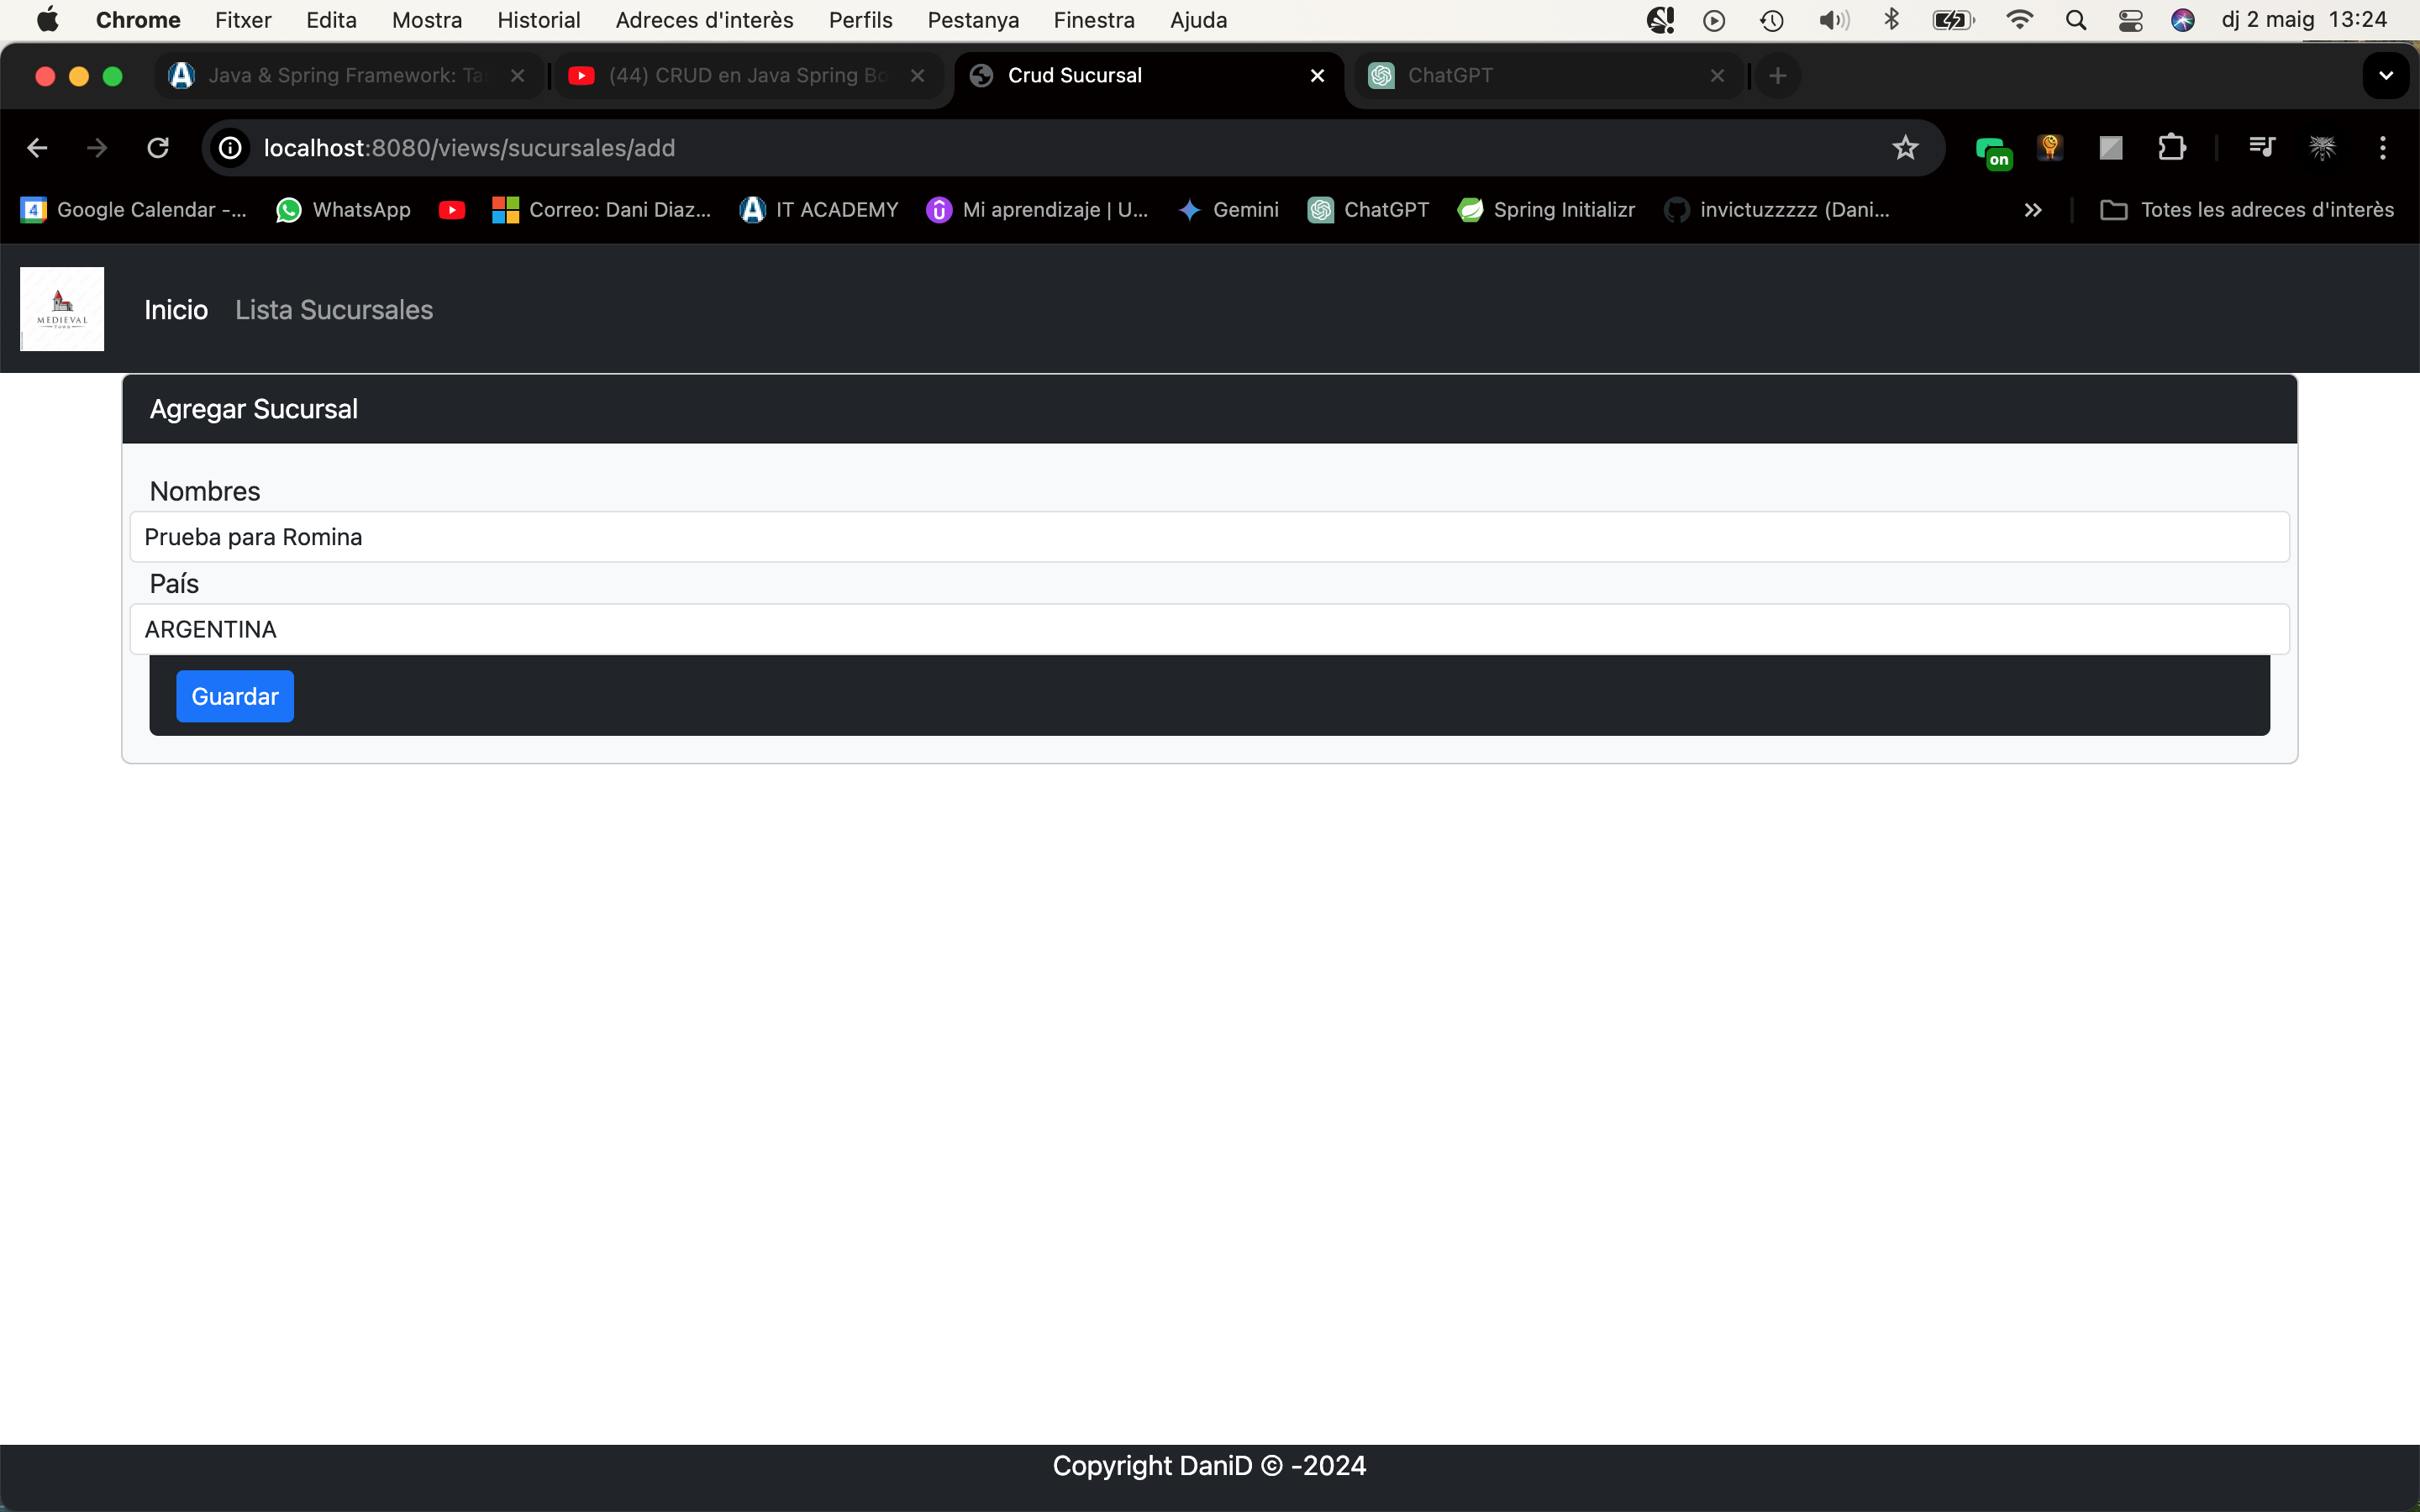 Chrome Fitxer Edita Mostra Historial Adreces d'interès Perfils Pestanya Finestra Ajuda dj 2 maig 13:24
Java & Spring Framework: Ta (44) CRUD en Java Spring Bo Crud Sucursal ChatGPT
localhost:8080/views/sucursales/add on
4 Google Calendar -... WhatsApp Correo: Dani Diaz... IT ACADEMY Mi aprendizaje | U... Gemini ChatGPT Spring Initializr invictuzzzzz (Dani... Totes les adreces d'interès
MEDIEVAL
TOWN
Inicio Lista Sucursales
Agregar Sucursal
Nombres
Prueba para Romina
País
ARGENTINA
Guardar
Copyright DaniD © -2024